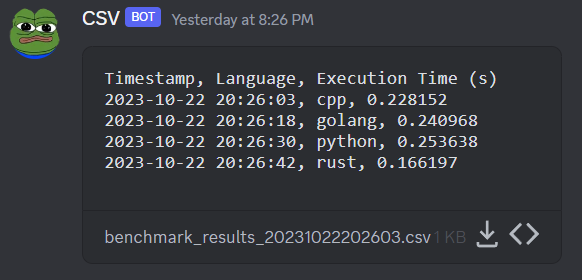 CSV BOT Yesterday at 8:26 PM
Timestamp, Language, Execution Time (s)
2023-10-22 20:26:03, cpp, 0.228152
2023-10-22 20:26:18, golang, 0.240968
2023-10-22 20:26:30, python, 0.253638
2023-10-22 20:26:42, rust, 0.166197
benchmark_results_20231022202603.csv 1 KB